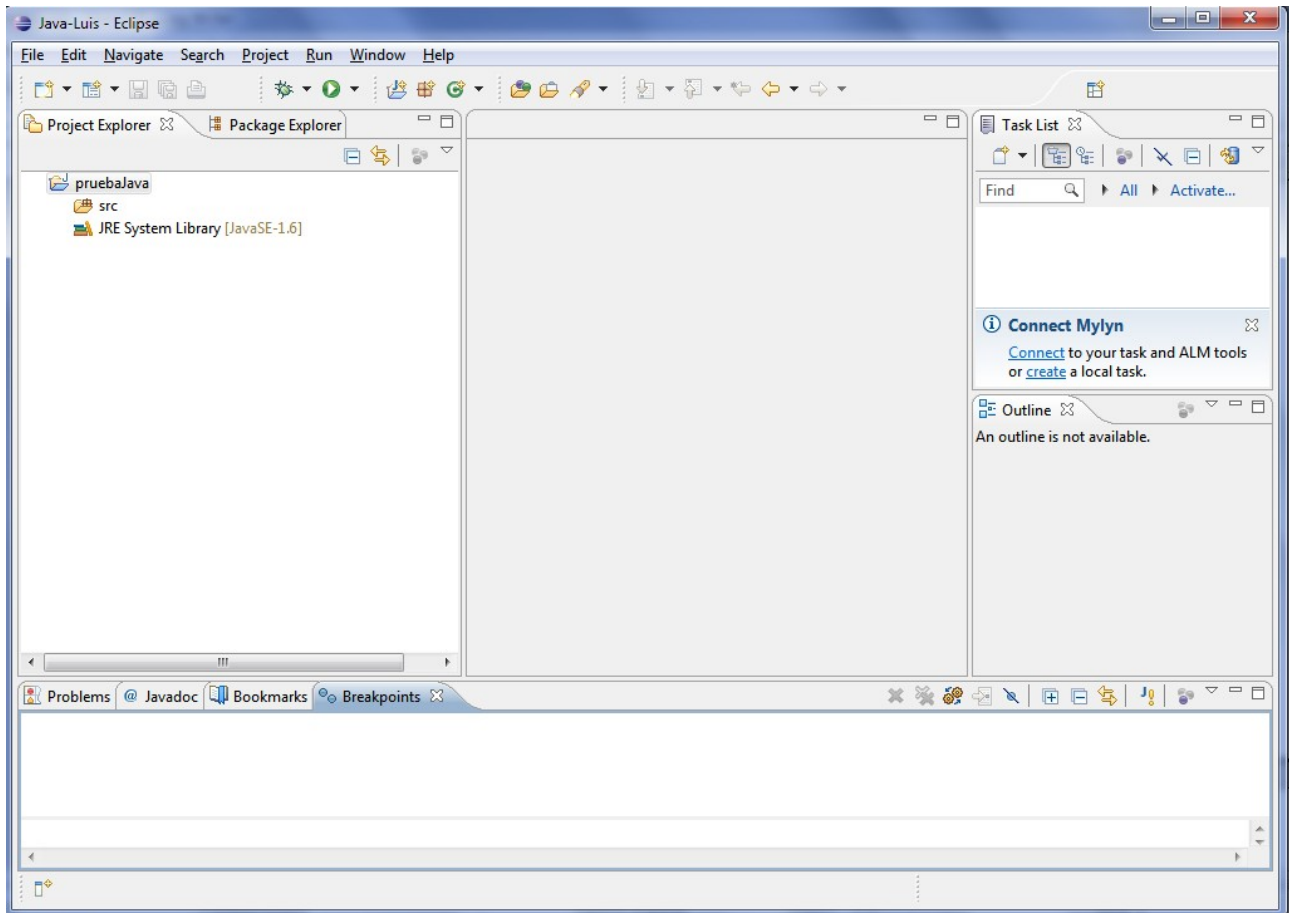 Java-Luis - Eclipse
File Edit Navigate Search Project Run Window Help
Project Explorer Package Explorer
pruebaJava
src
JRE System Library [JavaSE-1.6]
Task List
Find All Activate...
Connect Mylyn
Connect to your task and ALM tools
or create a local task.
Outline
An outline is not available.
Problems @ Javadoc Bookmarks Breakpoints